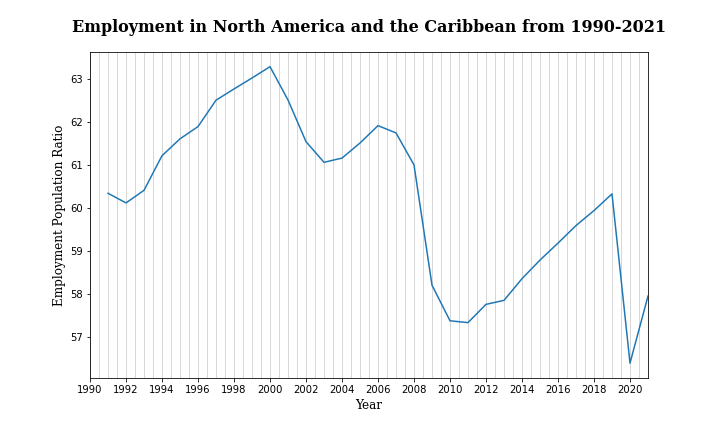 Employment in North America and the Caribbean from 1990-2021
63
62
61
60
59
58
57
Employment Population Ratio
1990 1992 1994 1996 1998 2000 2002 2004 2006 2008 2010 2012 2014 2016 2018 2020
Year